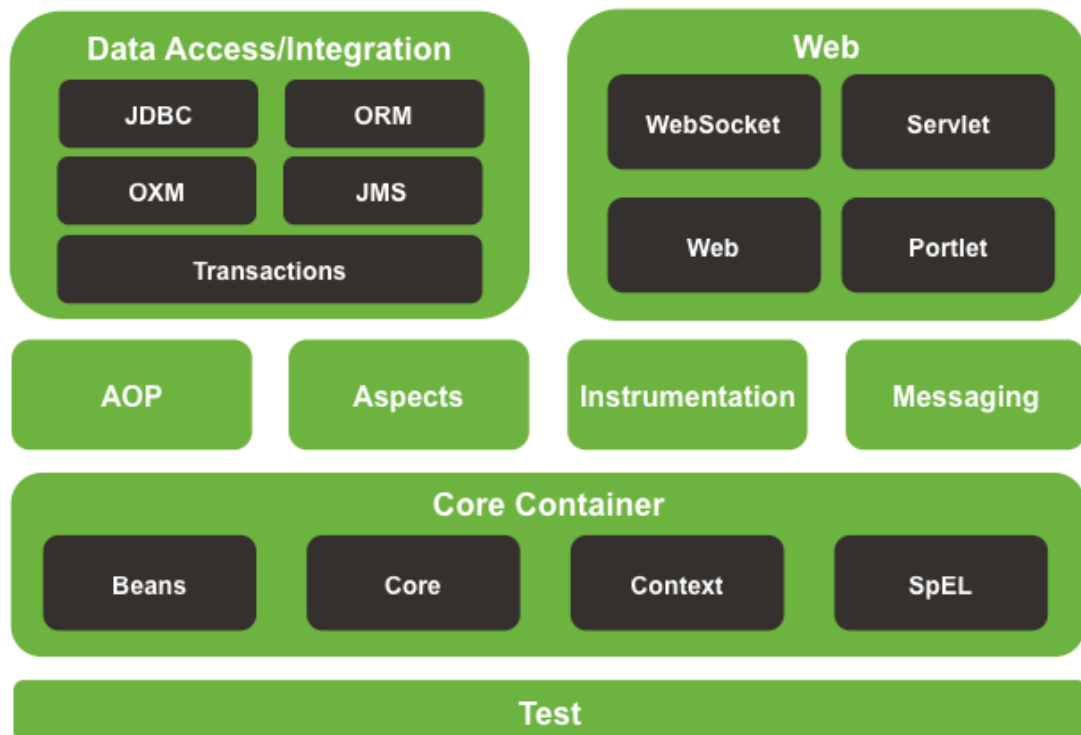 Data Access/Integration
JDBC
ORM
OXM
JMS
Transactions
Web
WebSocket
Servlet
Web
Portlet
AOP
Aspects
Instrumentation
Messaging
Core Container
Beans
Core
Context
SpEL
Test